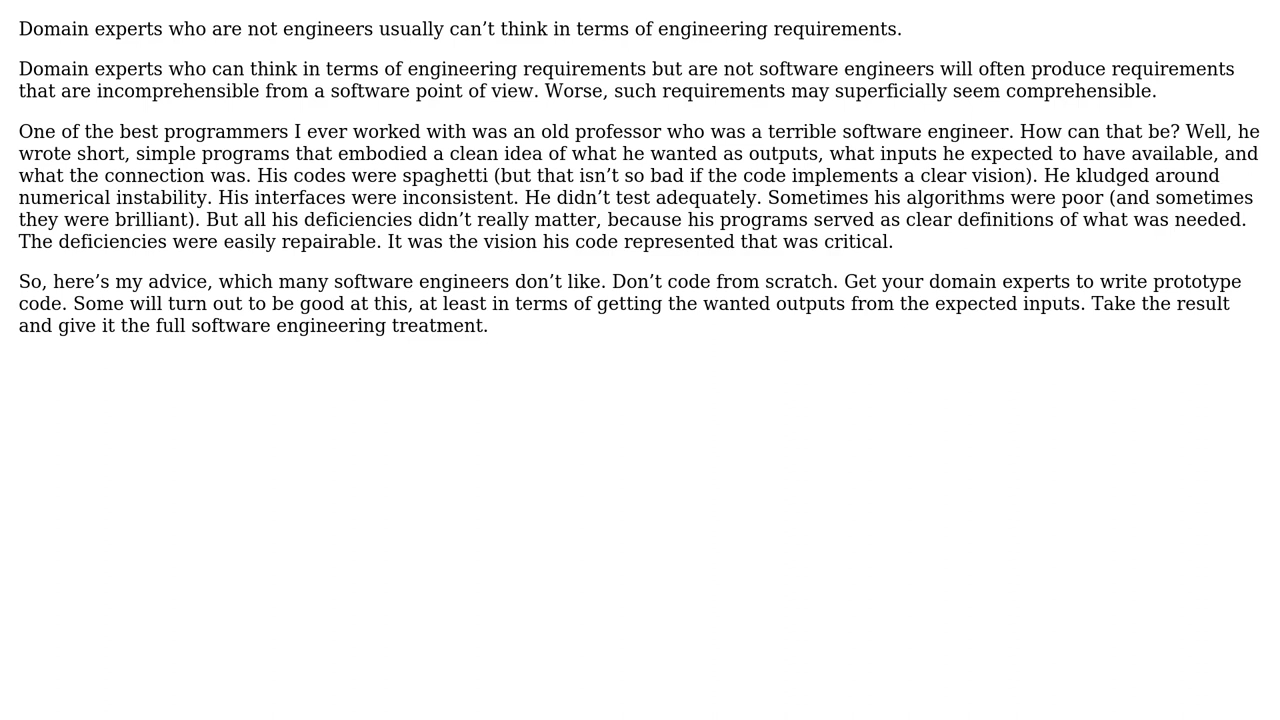 Domain experts who are not engineers usually can’t think in terms of engineering requirements.
Domain experts who can think in terms of engineering requirements but are not software engineers will often produce requirements
that are incomprehensible from a software point of view. Worse, such requirements may superficially seem comprehensible.
One of the best programmers I ever worked with was an old professor who was a terrible software engineer. How can that be? Well, he
wrote short, simple programs that embodied a clean idea of what he wanted as outputs, what inputs he expected to have available, and
what the connection was. His codes were spaghetti (but that isn’t so bad if the code implements a clear vision). He kludged around
numerical instability. His interfaces were inconsistent. He didn’t test adequately. Sometimes his algorithms were poor (and sometimes
they were brilliant). But all his deficiencies didn’t really matter, because his programs served as clear definitions of what was needed.
The deficiencies were easily repairable. It was the vision his code represented that was critical.
So, here’s my advice, which many software engineers don’t like. Don’t code from scratch. Get your domain experts to write prototype
code. Some will turn out to be good at this, at least in terms of getting the wanted outputs from the expected inputs. Take the result
and give it the full software engineering treatment.